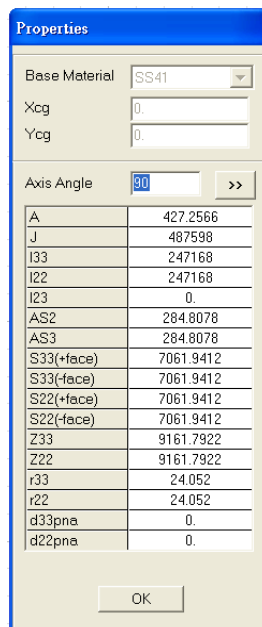 Properties
Base Material SS41
Xcg 0.
Ycg 0.
Axis Angle 90 >>
A 427.2566
J 487598
I33 247168
I22 247168
I23 0.
AS2 284.8078
AS3 284.8078
S33(+face) 7061.9412
S33(-face) 7061.9412
S22(+face) 7061.9412
S22(-face) 7061.9412
Z33 9161.7922
Z22 9161.7922
r33 24.052
r22 24.052
d33pna 0.
d22pna 0.
OK